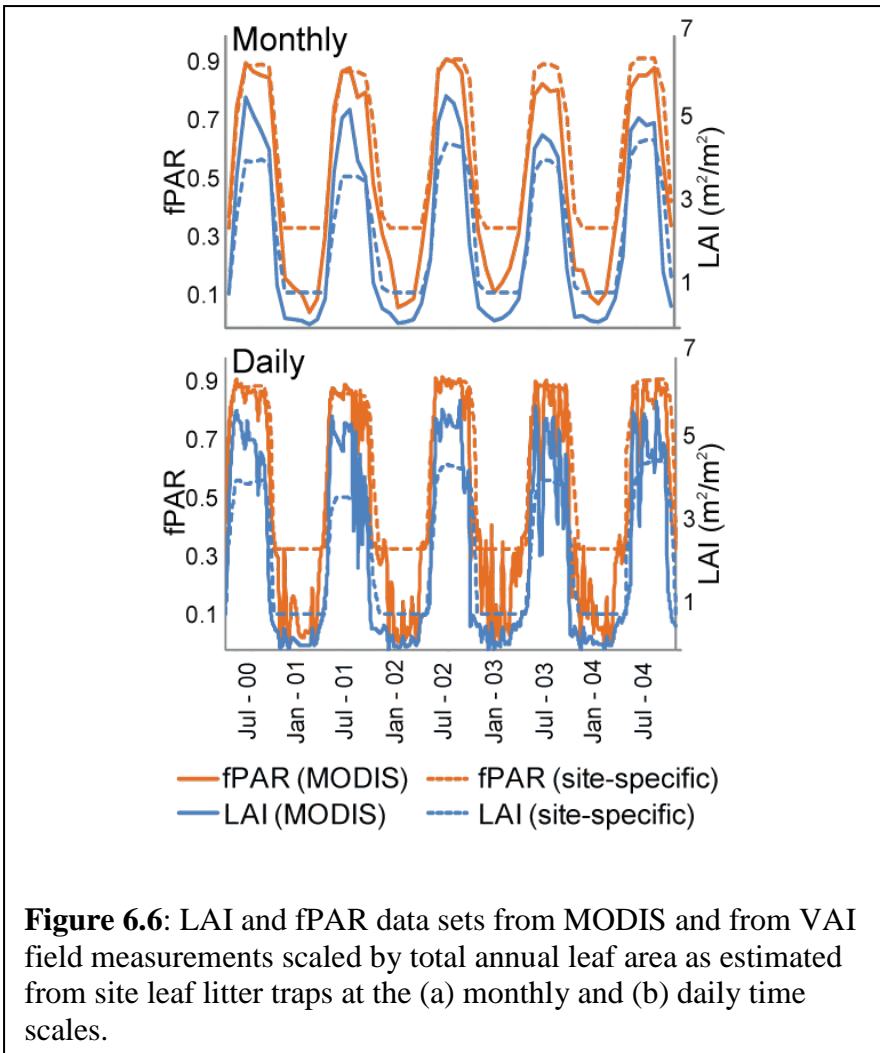 Monthly
0.9
0.7
0.5
0.3
0.1
fPAR
7
5
3
1
LAI (m²/m²)
Daily
0.9
0.7
0.5
0.3
0.1
fPAR
7
5
3
1
LAI (m²/m²)
Jul - 00
Jan - 01
Jul - 01
Jan - 02
Jul - 02
Jan - 03
Jul - 03
Jan - 04
Jul - 04
fPAR (MODIS) fPAR (site-specific)
LAI (MODIS) LAI (site-specific)
Figure 6.6: LAI and fPAR data sets from MODIS and from VAI
field measurements scaled by total annual leaf area as estimated
from site leaf litter traps at the (a) monthly and (b) daily time
scales.